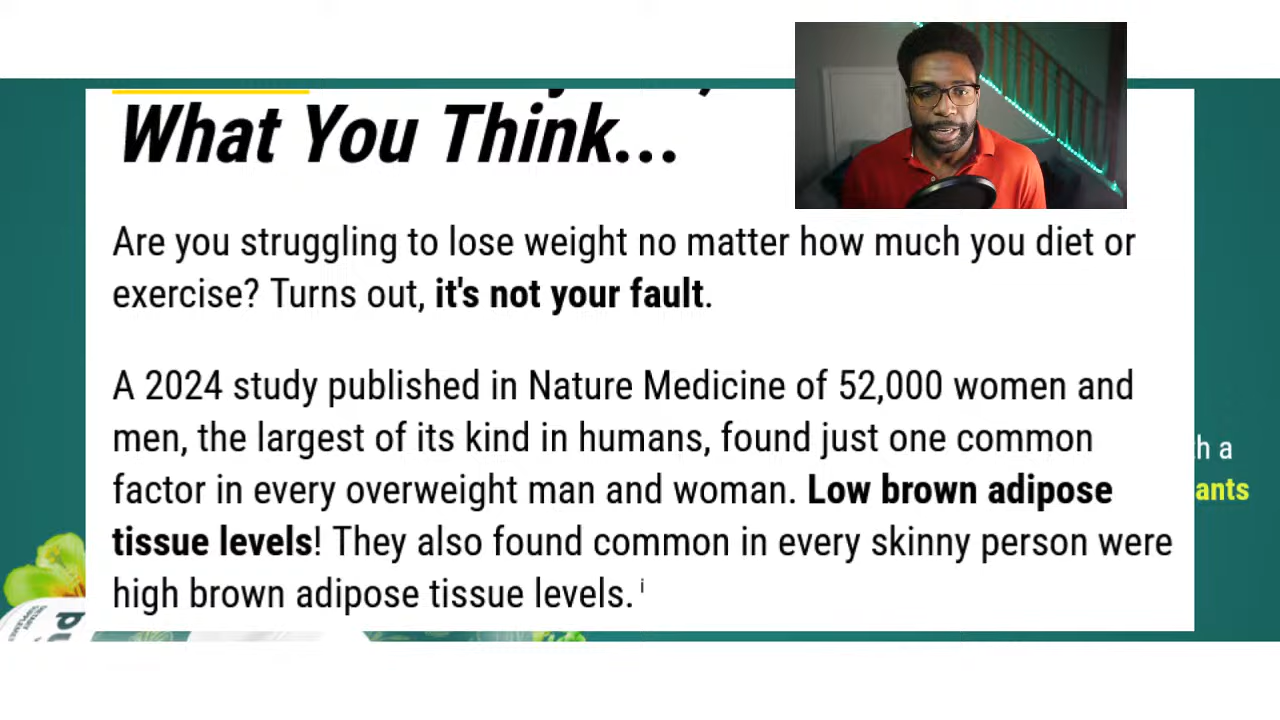 What You Think...
Are you struggling to lose weight no matter how much you diet or
exercise? Turns out, it's not your fault.
A 2024 study published in Nature Medicine of 52,000 women and
men, the largest of its kind in humans, found just one common
factor in every overweight man and woman. Low brown adipose
tissue levels! They also found common in every skinny person were
high brown adipose tissue levels. i
th a
ants